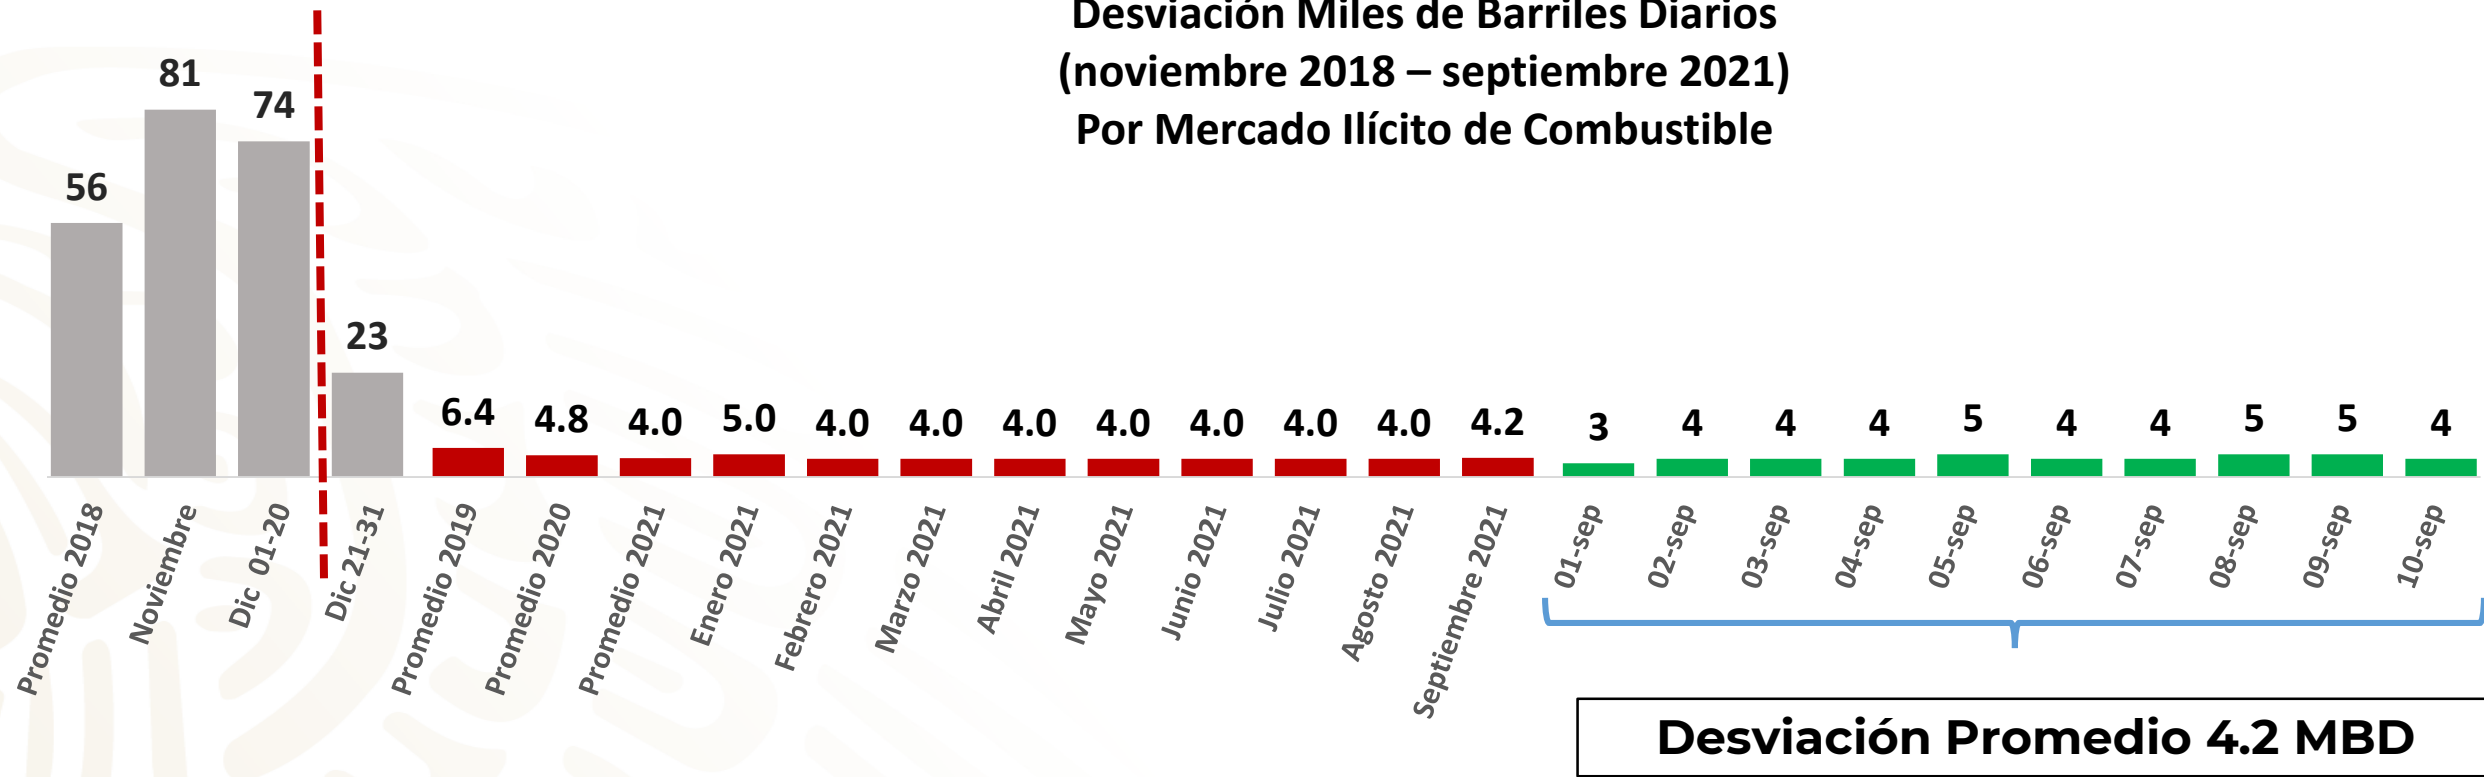 Desviación Miles de Barriles Diarios
(noviembre 2018 – septiembre 2021)
Por Mercado Ilícito de Combustible
56
81
74
23
6.4
4.8
4.0
5.0
4.0
4.0
4.0
4.0
4.0
4.0
4.0
4.2
3
4
4
4
5
4
4
5
5
4
Promedio 2018
Noviembre
Dic 01-20
Dic 21-31
Promedio 2019
Promedio 2020
Promedio 2021
Enero 2021
Febrero 2021
Marzo 2021
Abril 2021
Mayo 2021
Junio 2021
Julio 2021
Agosto 2021
Septiembre 2021
01-sep
02-sep
03-sep
04-sep
05-sep
06-sep
07-sep
08-sep
09-sep
10-sep
Desviación Promedio 4.2 MBD